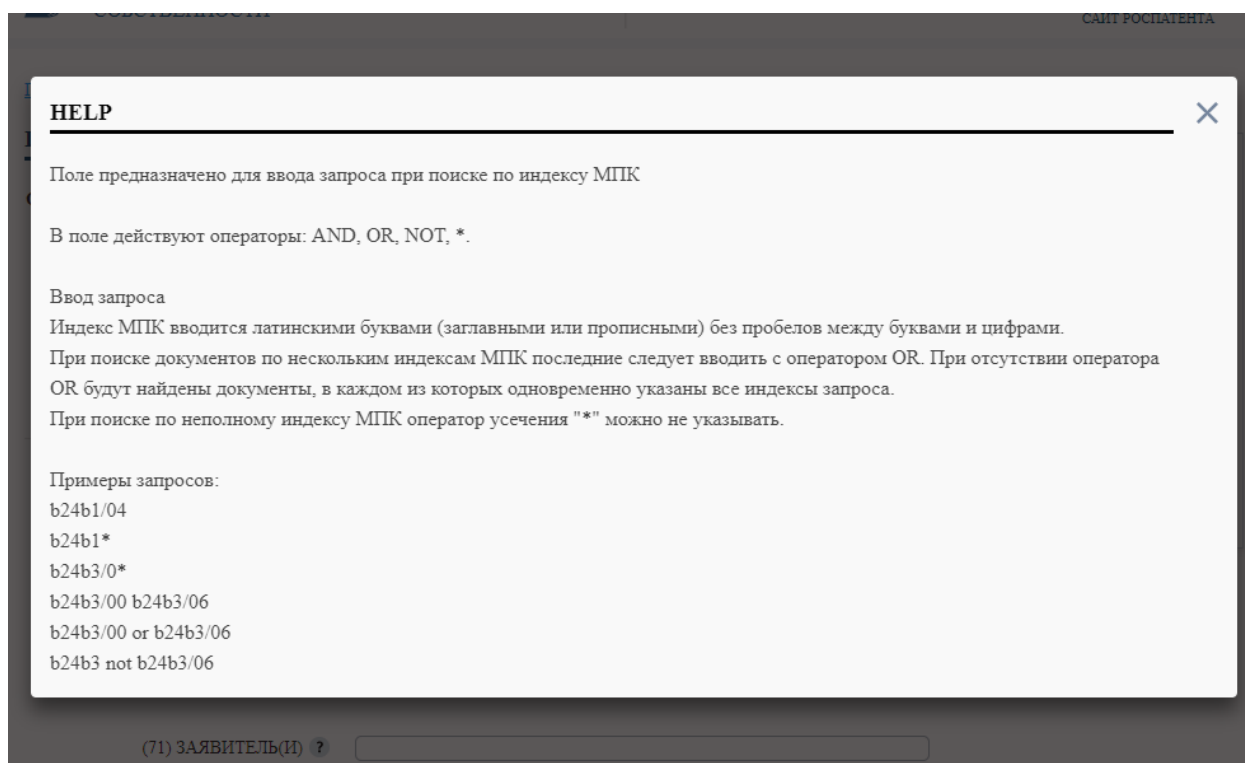 СОБСТВЕННОСТИ
САЙТ РОСПАТЕНТА
HELP
Поле предназначено для ввода запроса при поиске по индексу МПК
В поле действуют операторы: AND, OR, NOT, *.
Ввод запроса
Индекс МПК вводится латинскими буквами (заглавными или прописными) без пробелов между буквами и цифрами.
При поиске документов по нескольким индексам МПК последние следует вводить с оператором OR. При отсутствии оператора
OR будут найдены документы, в каждом из которых одновременно указаны все индексы запроса.
При поиске по неполному индексу МПК оператор усечения "*" можно не указывать.
Примеры запросов:
b24b1/04
b24b1*
b24b3/0*
b24b3/00 b24b3/06
b24b3/00 or b24b3/06
b24b3 not b24b3/06
(71) ЗАЯВИТЕЛЬ(И) ?